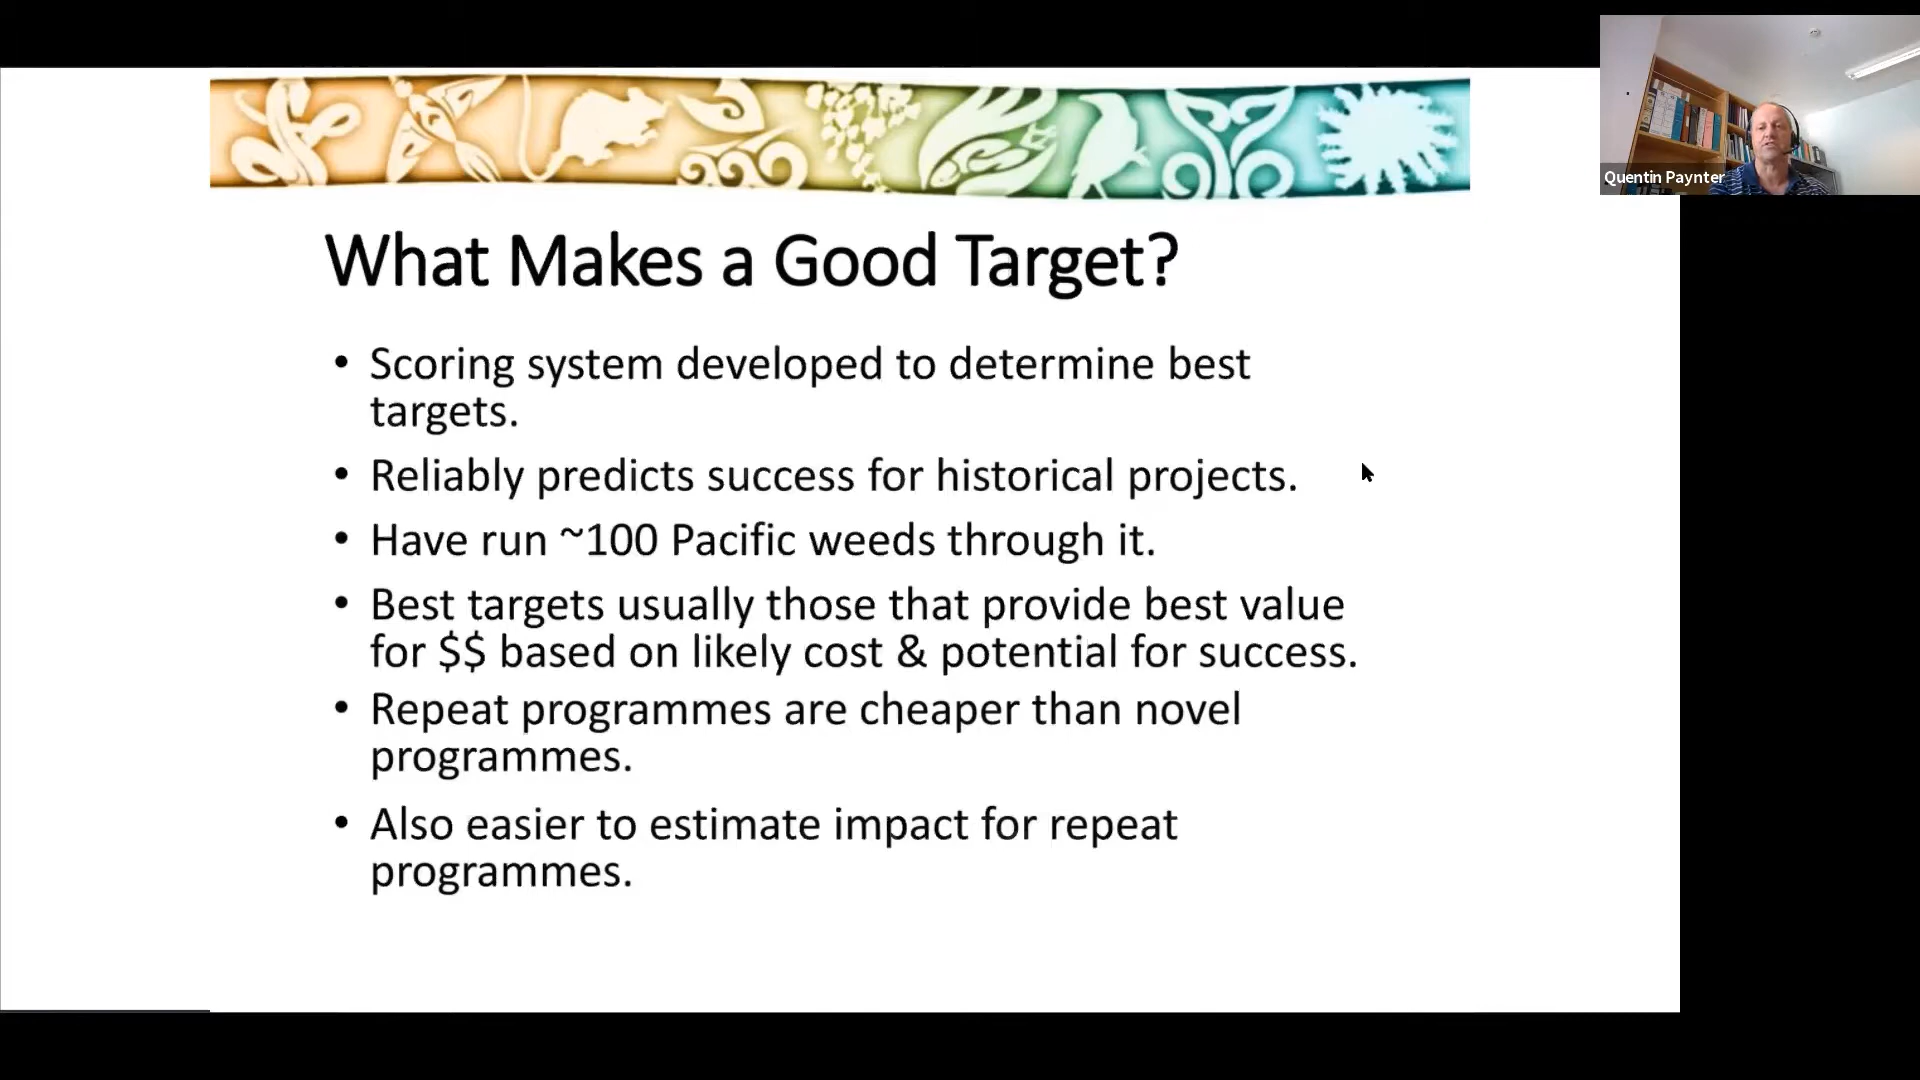 Quentin Paynter
What Makes a Good Target?
• Scoring system developed to determine best
targets.
• Reliably predicts success for historical projects.
• Have run ~100 Pacific weeds through it.
• Best targets usually those that provide best value
for $$ based on likely cost & potential for success.
• Repeat programmes are cheaper than novel
programmes.
• Also easier to estimate impact for repeat
programmes.